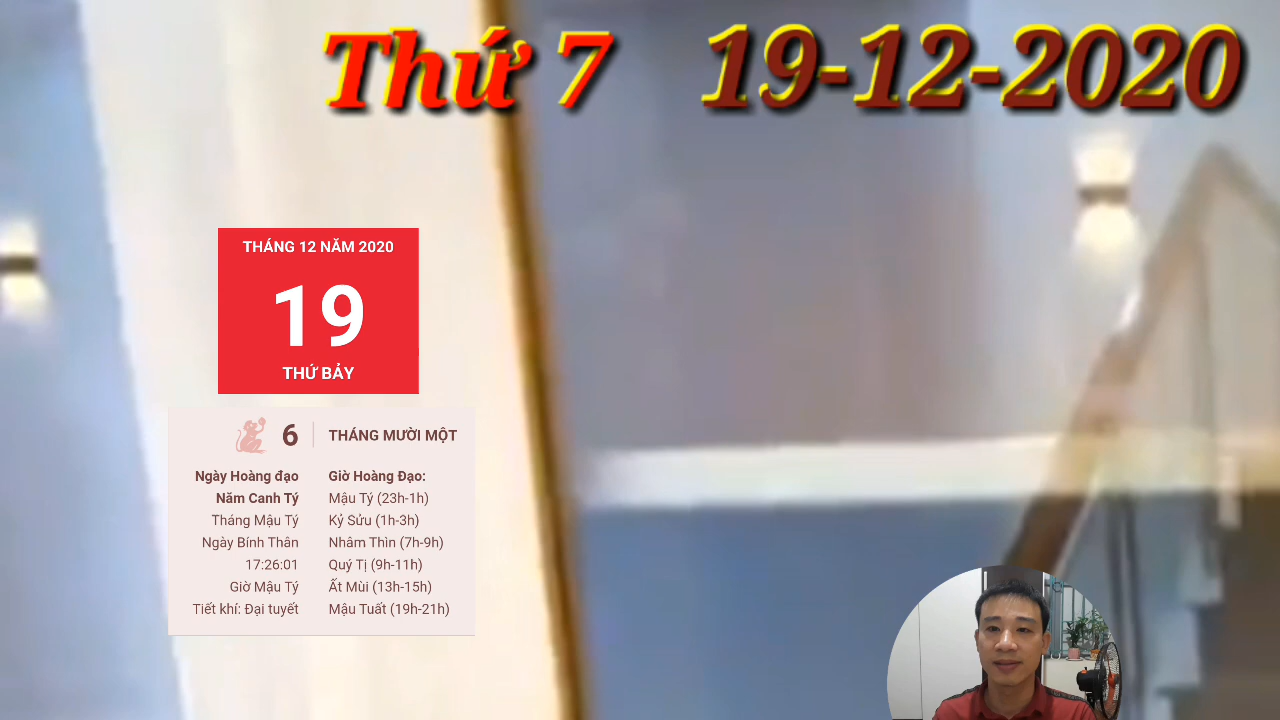 Thứ 7 19-12-2020
THÁNG 12 NĂM 2020
19
THỨ BẢY
6 THÁNG MƯỜI MỘT
Ngày Hoàng đạo
Năm Canh Tý
Tháng Mậu Tý
Ngày Bính Thân
17:26:01
Giờ Mậu Tý
Tiết khí: Đại tuyết
Giờ Hoàng Đạo:
Mậu Tý (23h-1h)
Kỷ Sửu (1h-3h)
Nhâm Thìn (7h-9h)
Quý Tị (9h-11h)
Ất Mùi (13h-15h)
Mậu Tuất (19h-21h)